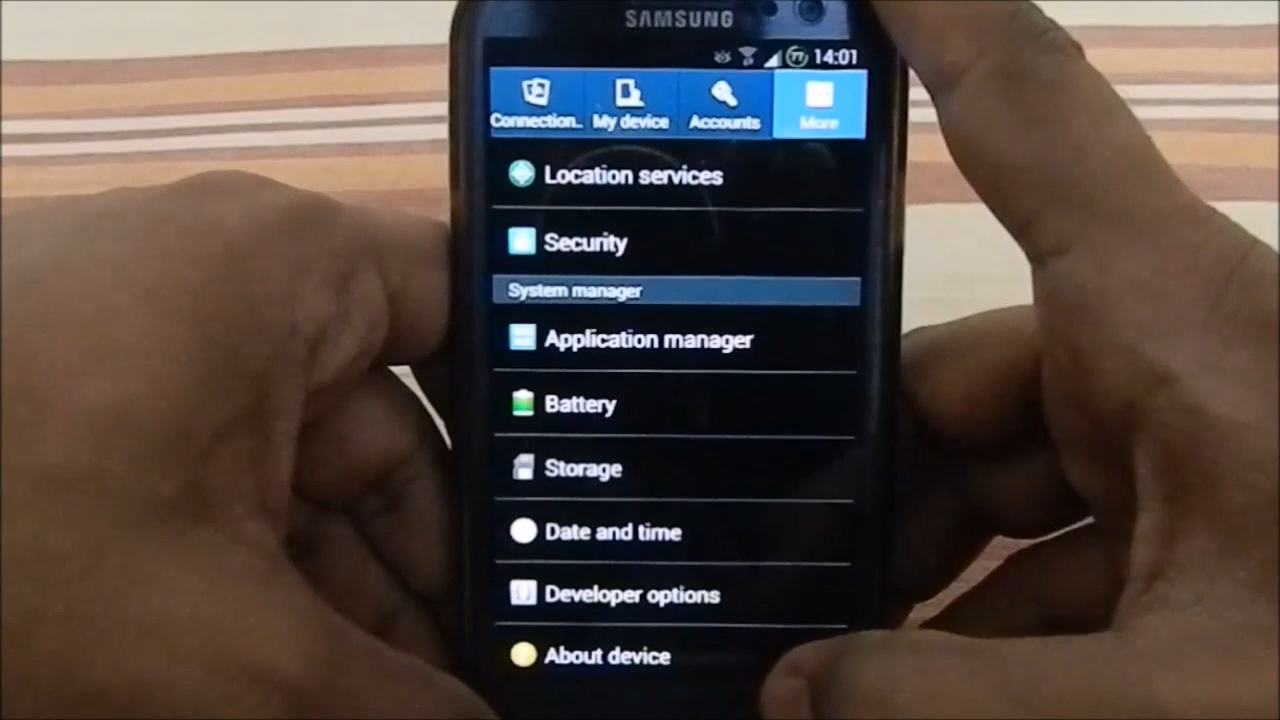 SAMSUNG
77 14:01
Connection..
My device
Accounts
More
Location services
Security
System manager
Application manager
Battery
Storage
Date and time
Developer options
About device